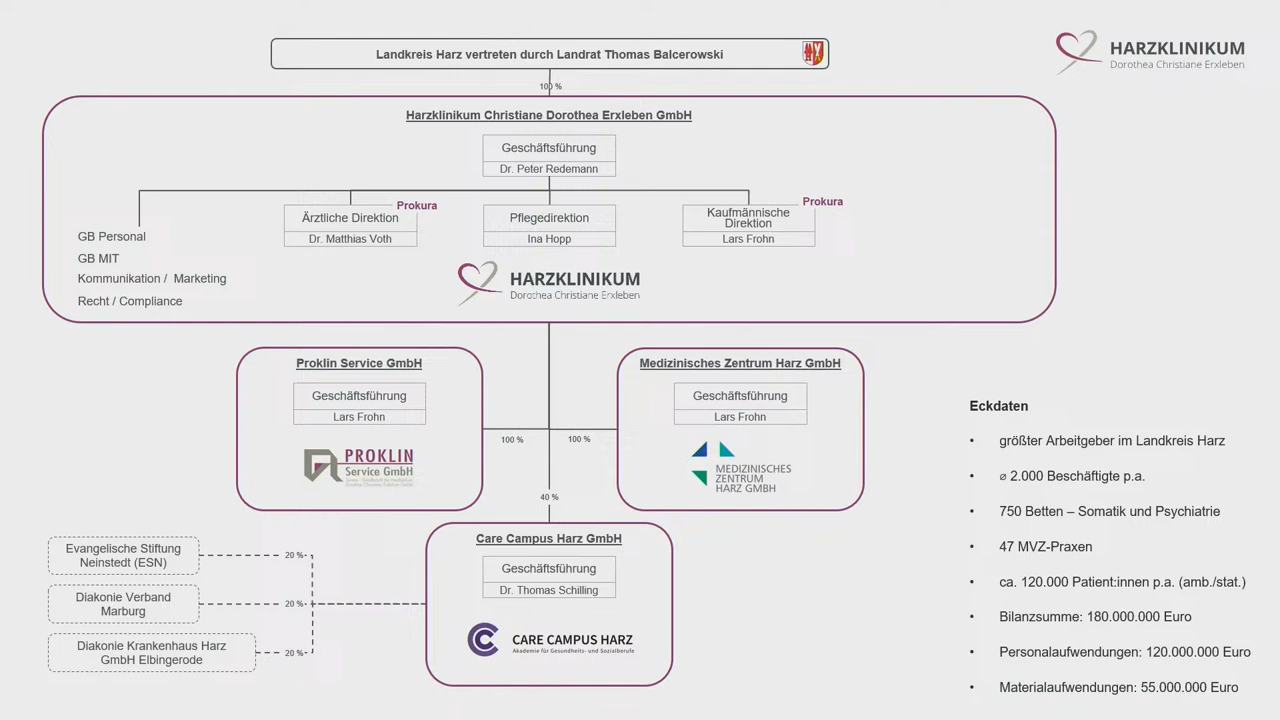 Landkreis Harz vertreten durch Landrat Thomas Balcerowski
HARZKLINIKUM
Dorothea Christiane Erxleben
100 %
Harzklinikum Christiane Dorothea Erxleben GmbH
Geschäftsführung
Dr. Peter Redemann
Prokura
Ärztliche Direktion
Dr. Matthias Voth
Pflegedirektion
Ina Hopp
Prokura
Kaufmännische
Direktion
Lars Frohn
GB Personal
GB MIT
Kommunikation / Marketing
Recht / Compliance
HARZKLINIKUM
Dorothea Christiane Erxleben
Proklin Service GmbH
Geschäftsführung
Lars Frohn
PROKLIN
Service GmbH
100 %
100 %
Medizinisches Zentrum Harz GmbH
Geschäftsführung
Lars Frohn
MEDIZINISCHES
ZENTRUM
HARZ GMBH
40 %
Care Campus Harz GmbH
Geschäftsführung
Dr. Thomas Schilling
CARE CAMPUS HARZ
Akademie für Gesundheits- und Sozialberufe
Evangelische Stiftung
Neinstedt (ESN)
20 %
Diakonie Verband
Marburg
20 %
Diakonie Krankenhaus Harz
GmbH Elbingerode
20 %
Eckdaten
• größter Arbeitgeber im Landkreis Harz
• ⌀ 2.000 Beschäftigte p.a.
• 750 Betten – Somatik und Psychiatrie
• 47 MVZ-Praxen
• ca. 120.000 Patient:innen p.a. (amb./stat.)
• Bilanzsumme: 180.000.000 Euro
• Personalaufwendungen: 120.000.000 Euro
• Materialaufwendungen: 55.000.000 Euro